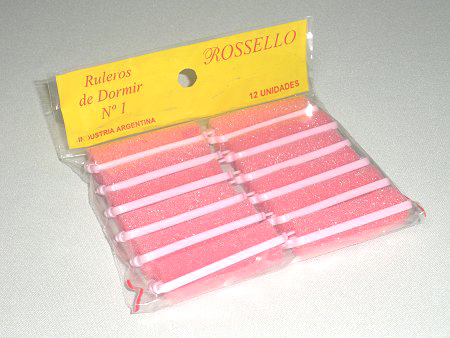 Ruleros
de Dormir
Nº 1
INDUSTRIA ARGENTINA
ROSSELLO
12 UNIDADES